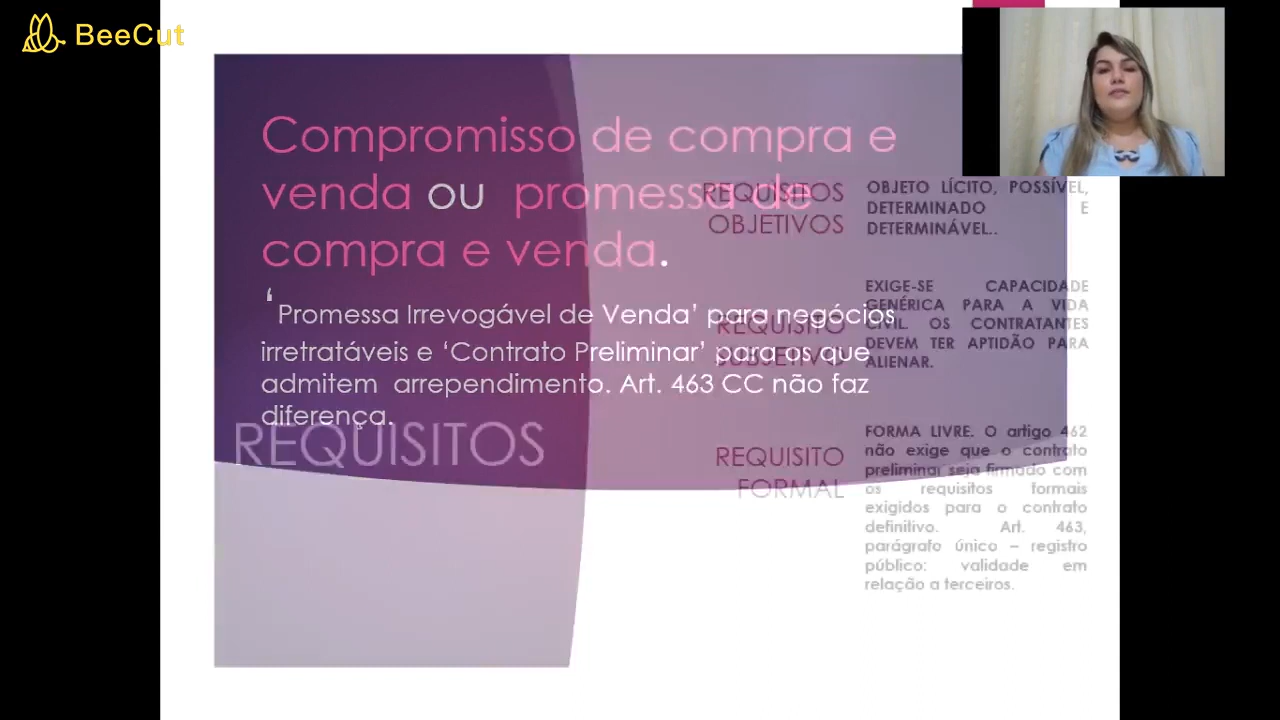 BeeCut
Compromisso de compra e
venda ou promessa de
compra e venda.
‘Promessa Irrevogável de Venda’ para negócios
irretratáveis e ‘Contrato Preliminar’ para os que
admitem arrependimento. Art. 463 CC não faz
diferença.
REQUISITOS
REQUISITOS
OBJETIVOS
OBJETO LÍCITO, POSSÍVEL,
DETERMINADO E
DETERMINÁVEL..
REQUISITO
SUBJETIVO
EXIGE-SE CAPACIDADE
GENÉRICA PARA A VIDA
CIVIL. OS CONTRATANTES
DEVEM TER APTIDÃO PARA
ALIENAR.
REQUISITO
FORMAL
FORMA LIVRE. O artigo 462
não exige que o contrato
preliminar seja firmado com
os requisitos formais
exigidos para o contrato
definitivo. Art. 463,
parágrafo único – registro
público: validade em
relação a terceiros.